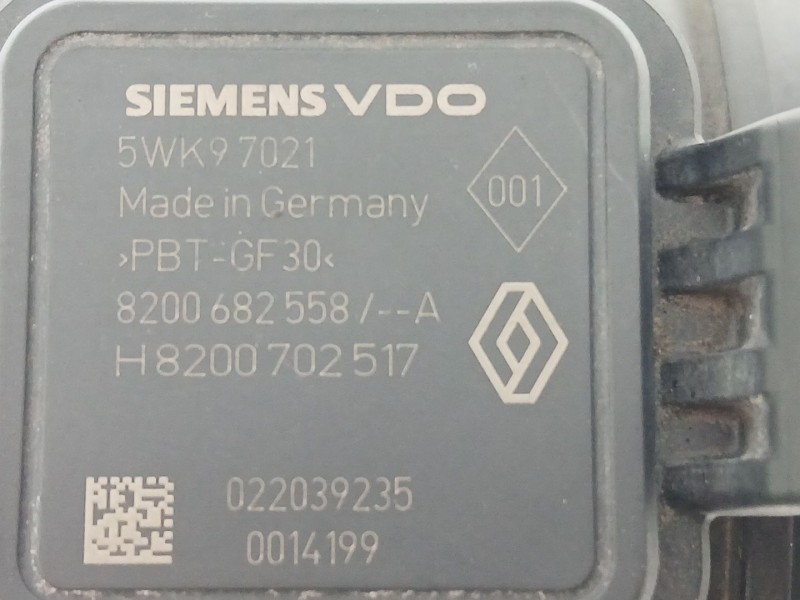 SIEMENS VDO
5WK9 7021
001
Made in Germany
>PBT-GF30<
8200 682 558 /--A
H 8200 702 517
022039235
0014199